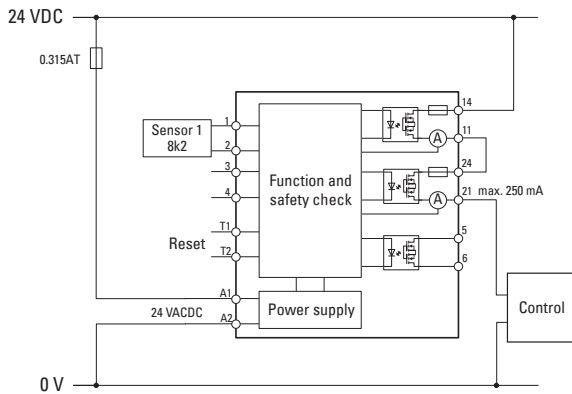 24 VDC
0.315AT
14
Sensor 1
8k2
1
2
3
4
Function and
safety check
A
11
24
A
21 max. 250 mA
Reset
T1
T2
5
6
A1
24 VACDC
A2
Power supply
Control
0 V